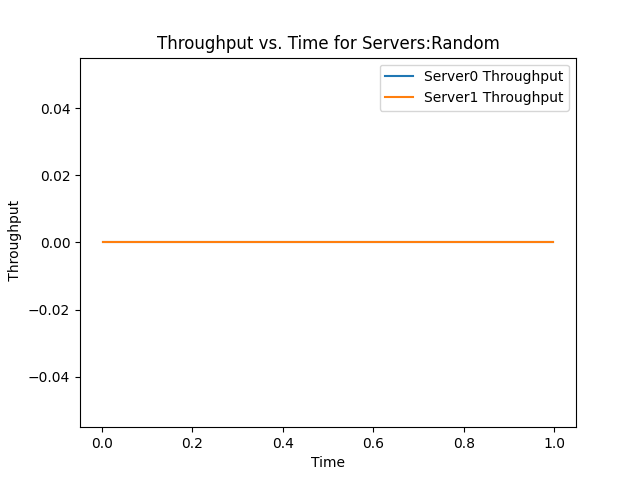 Throughput vs. Time for Servers:Random
Server0 Throughput
Server1 Throughput
Throughput
0.04
0.02
0.00
−0.02
−0.04
0.0 0.2 0.4 0.6 0.8 1.0
Time